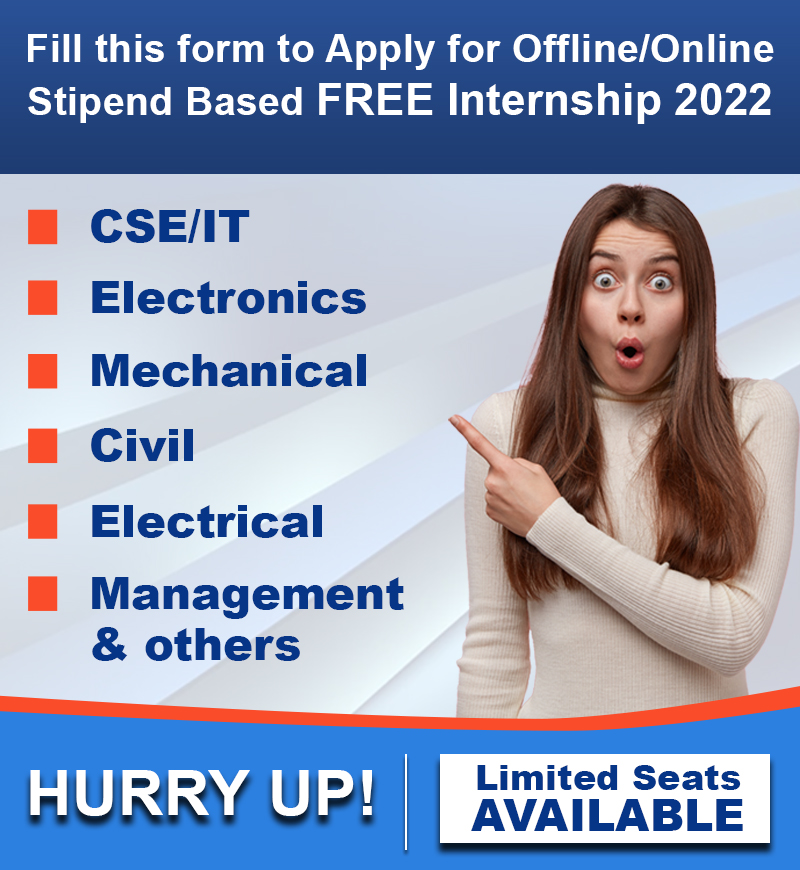 Fill this form to Apply for Offline/Online
Stipend Based FREE Internship 2022
CSE/IT
Electronics
Mechanical
Civil
Electrical
Management
& others
HURRY UP!
Limited Seats
AVAILABLE